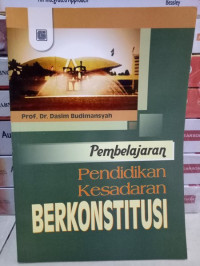 Prof. Dr. Dasim Budimansyah
Pembelajaran
Pendidikan
Kesadaran
BERKONSTITUSI